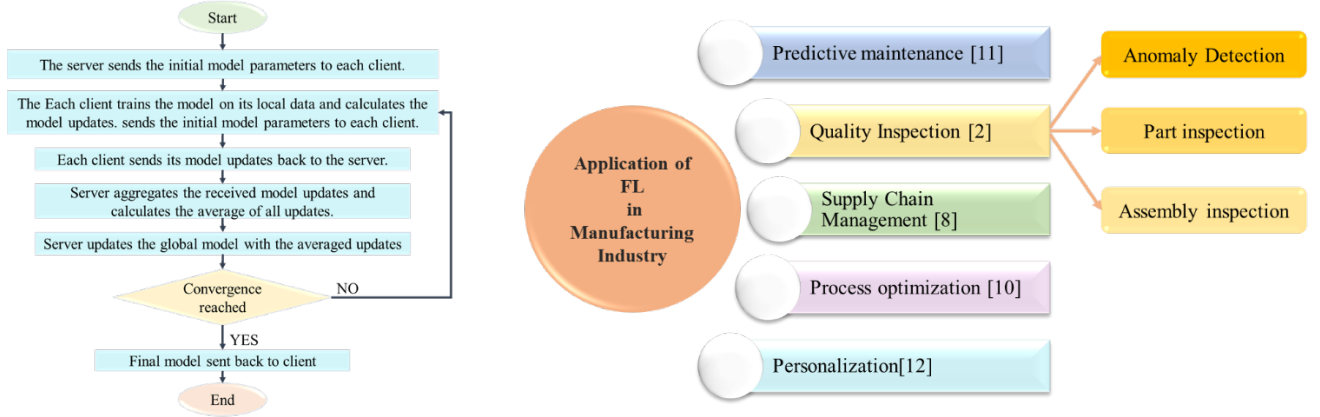 Start
The server sends the initial model parameters to each client.
The Each client trains the model on its local data and calculates the
model updates. sends the initial model parameters to each client.
Each client sends its model updates back to the server.
Server aggregates the received model updates and
calculates the average of all updates.
Server updates the global model with the averaged updates
Convergence
reached
NO
YES
Final model sent back to client
End
Application of
FL
in
Manufacturing
Industry
Predictive maintenance [11]
Quality Inspection [2]
Supply Chain
Management [8]
Process optimization [10]
Personalization[12]
Anomaly Detection
Part inspection
Assembly inspection